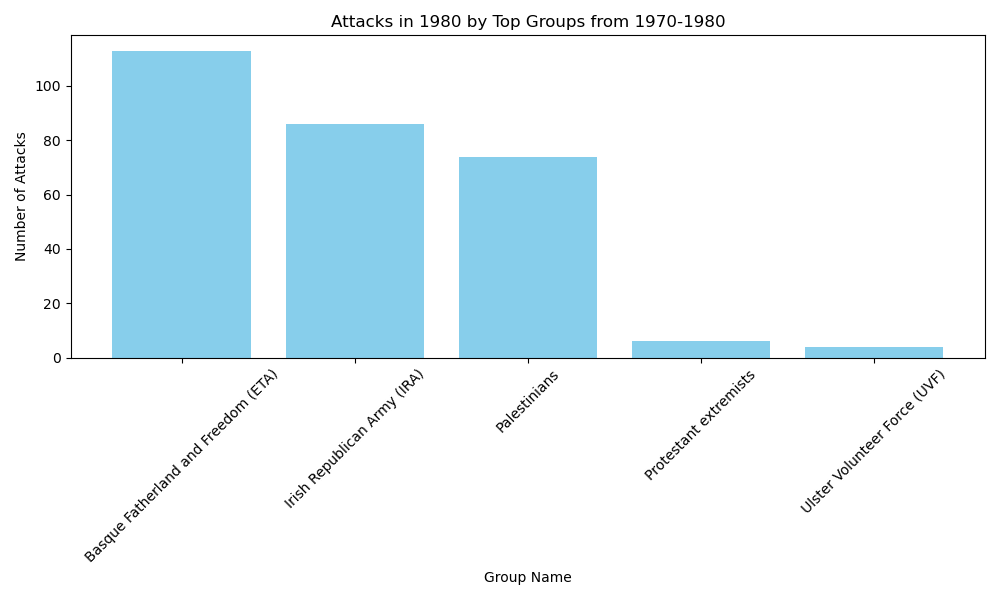 Attacks in 1980 by Top Groups from 1970-1980
Number of Attacks
100
80
60
40
20
0
Basque Fatherland and Freedom (ETA)
Irish Republican Army (IRA)
Palestinians
Protestant extremists
Ulster Volunteer Force (UVF)
Group Name